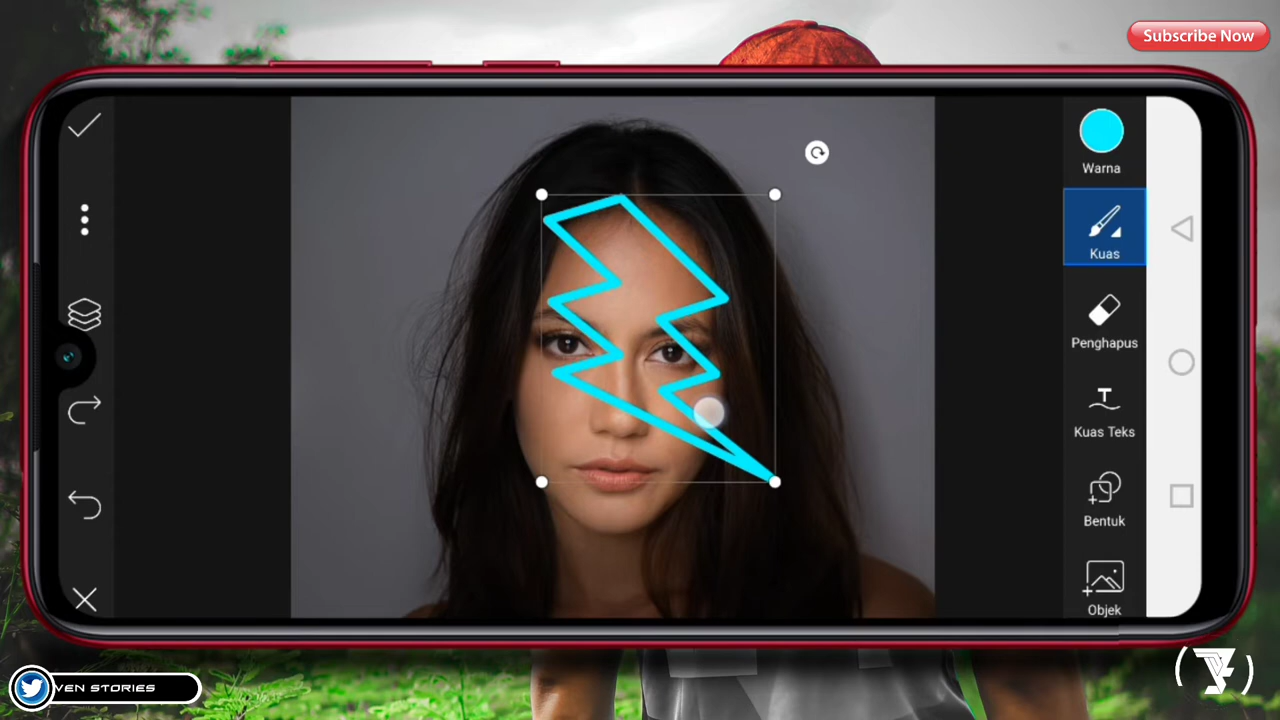 Subscribe Now
Warna
Kuas
Penghapus
T
Kuas Teks
Bentuk
Objek
VEN STORIES